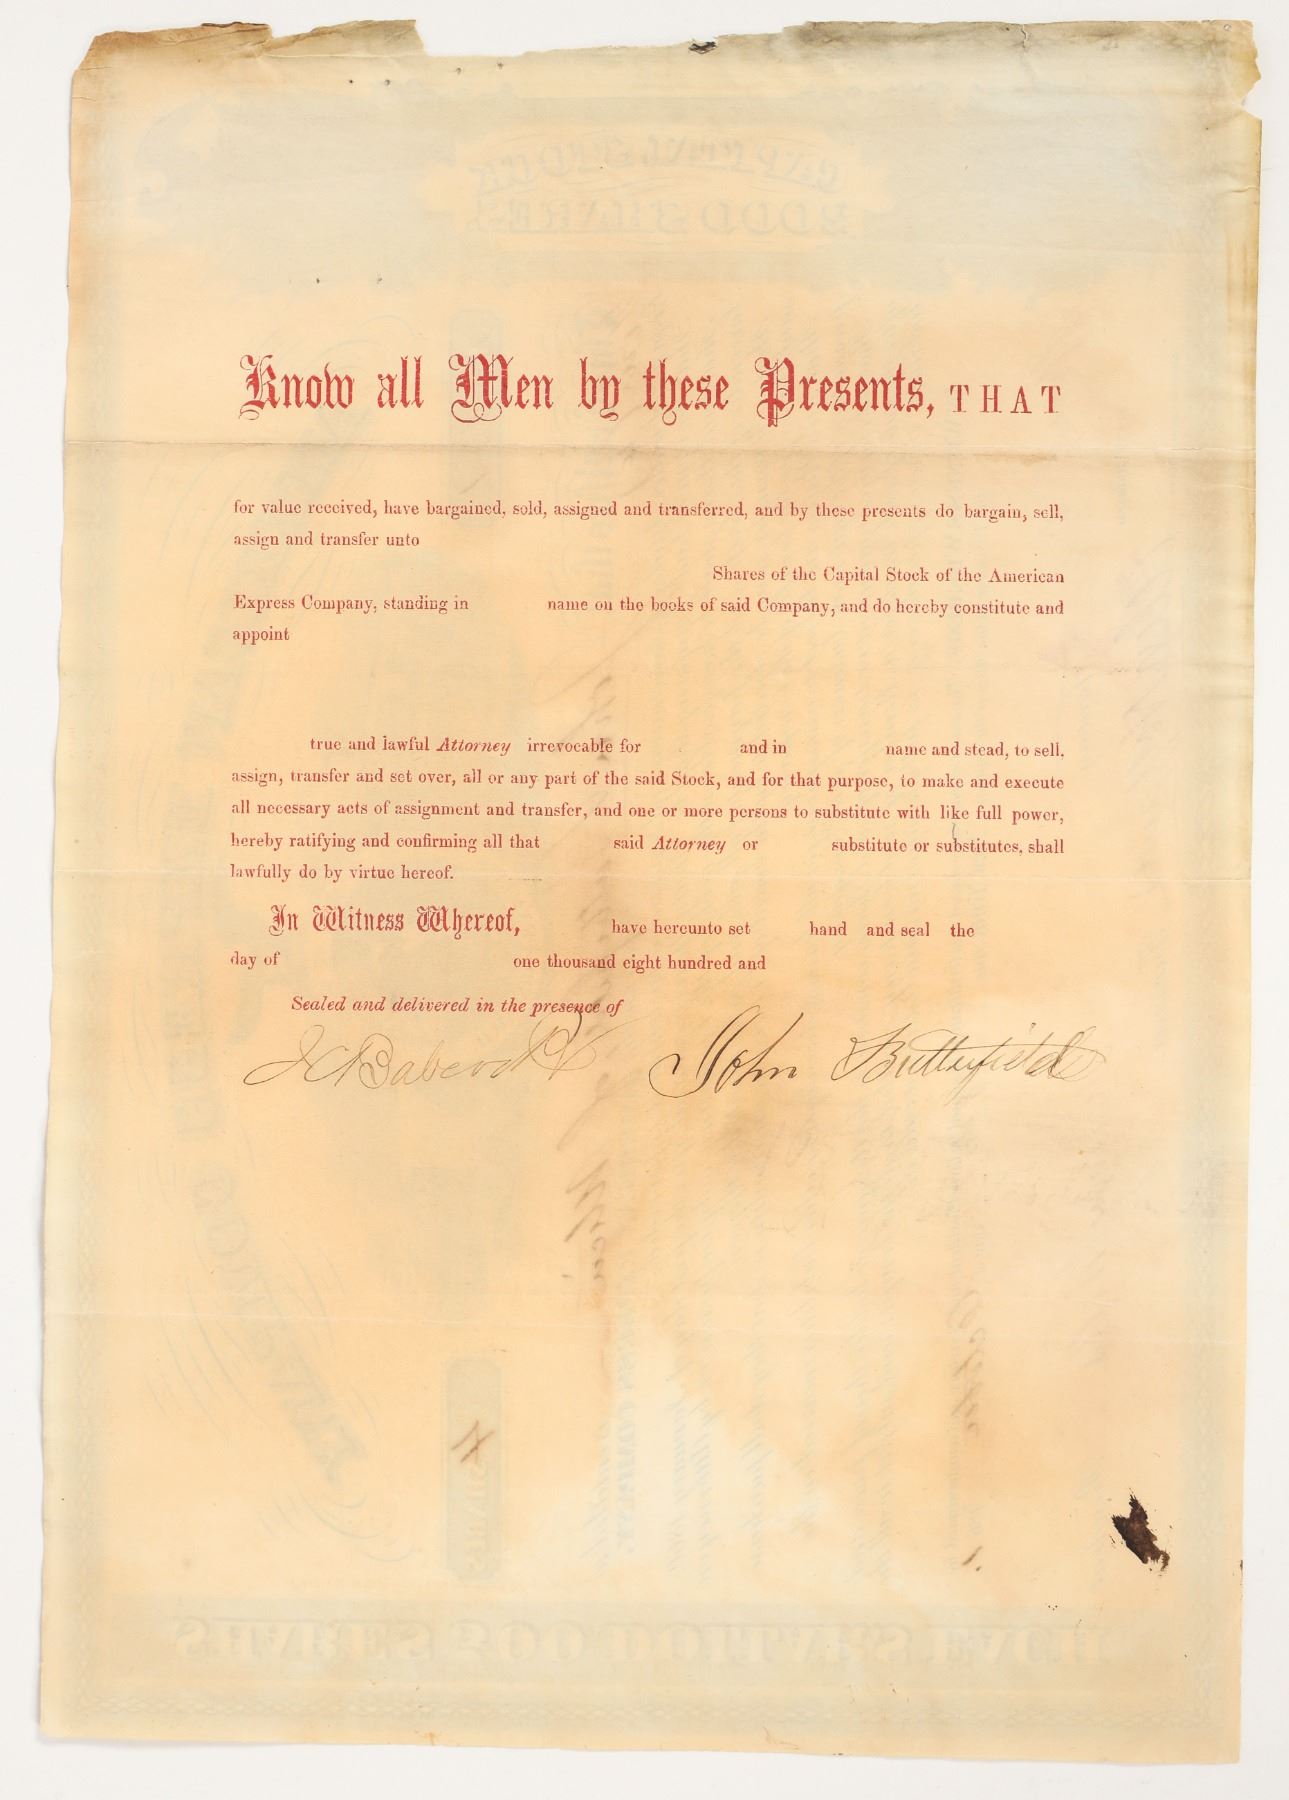 Know all Men by these Presents, THAT
for value received, have bargained, sold, assigned and transferred, and by these presents do bargain, sell,
assign and transfer unto
Shares of the Capital Stock of the American
Express Company, standing in name on the books of said Company, and do hereby constitute and
appoint
true and lawful Attorney irrevocable for and in name and stead, to sell,
assign, transfer and set over, all or any part of the said Stock, and for that purpose, to make and execute
all necessary acts of assignment and transfer, and one or more persons to substitute with like full power,
hereby ratifying and confirming all that said Attorney or substitute or substitutes, shall
lawfully do by virtue hereof.
In Witness Whereof, have hereunto set hand and seal the
day of one thousand eight hundred and
Sealed and delivered in the presence of
J C Babcock John Butterfield